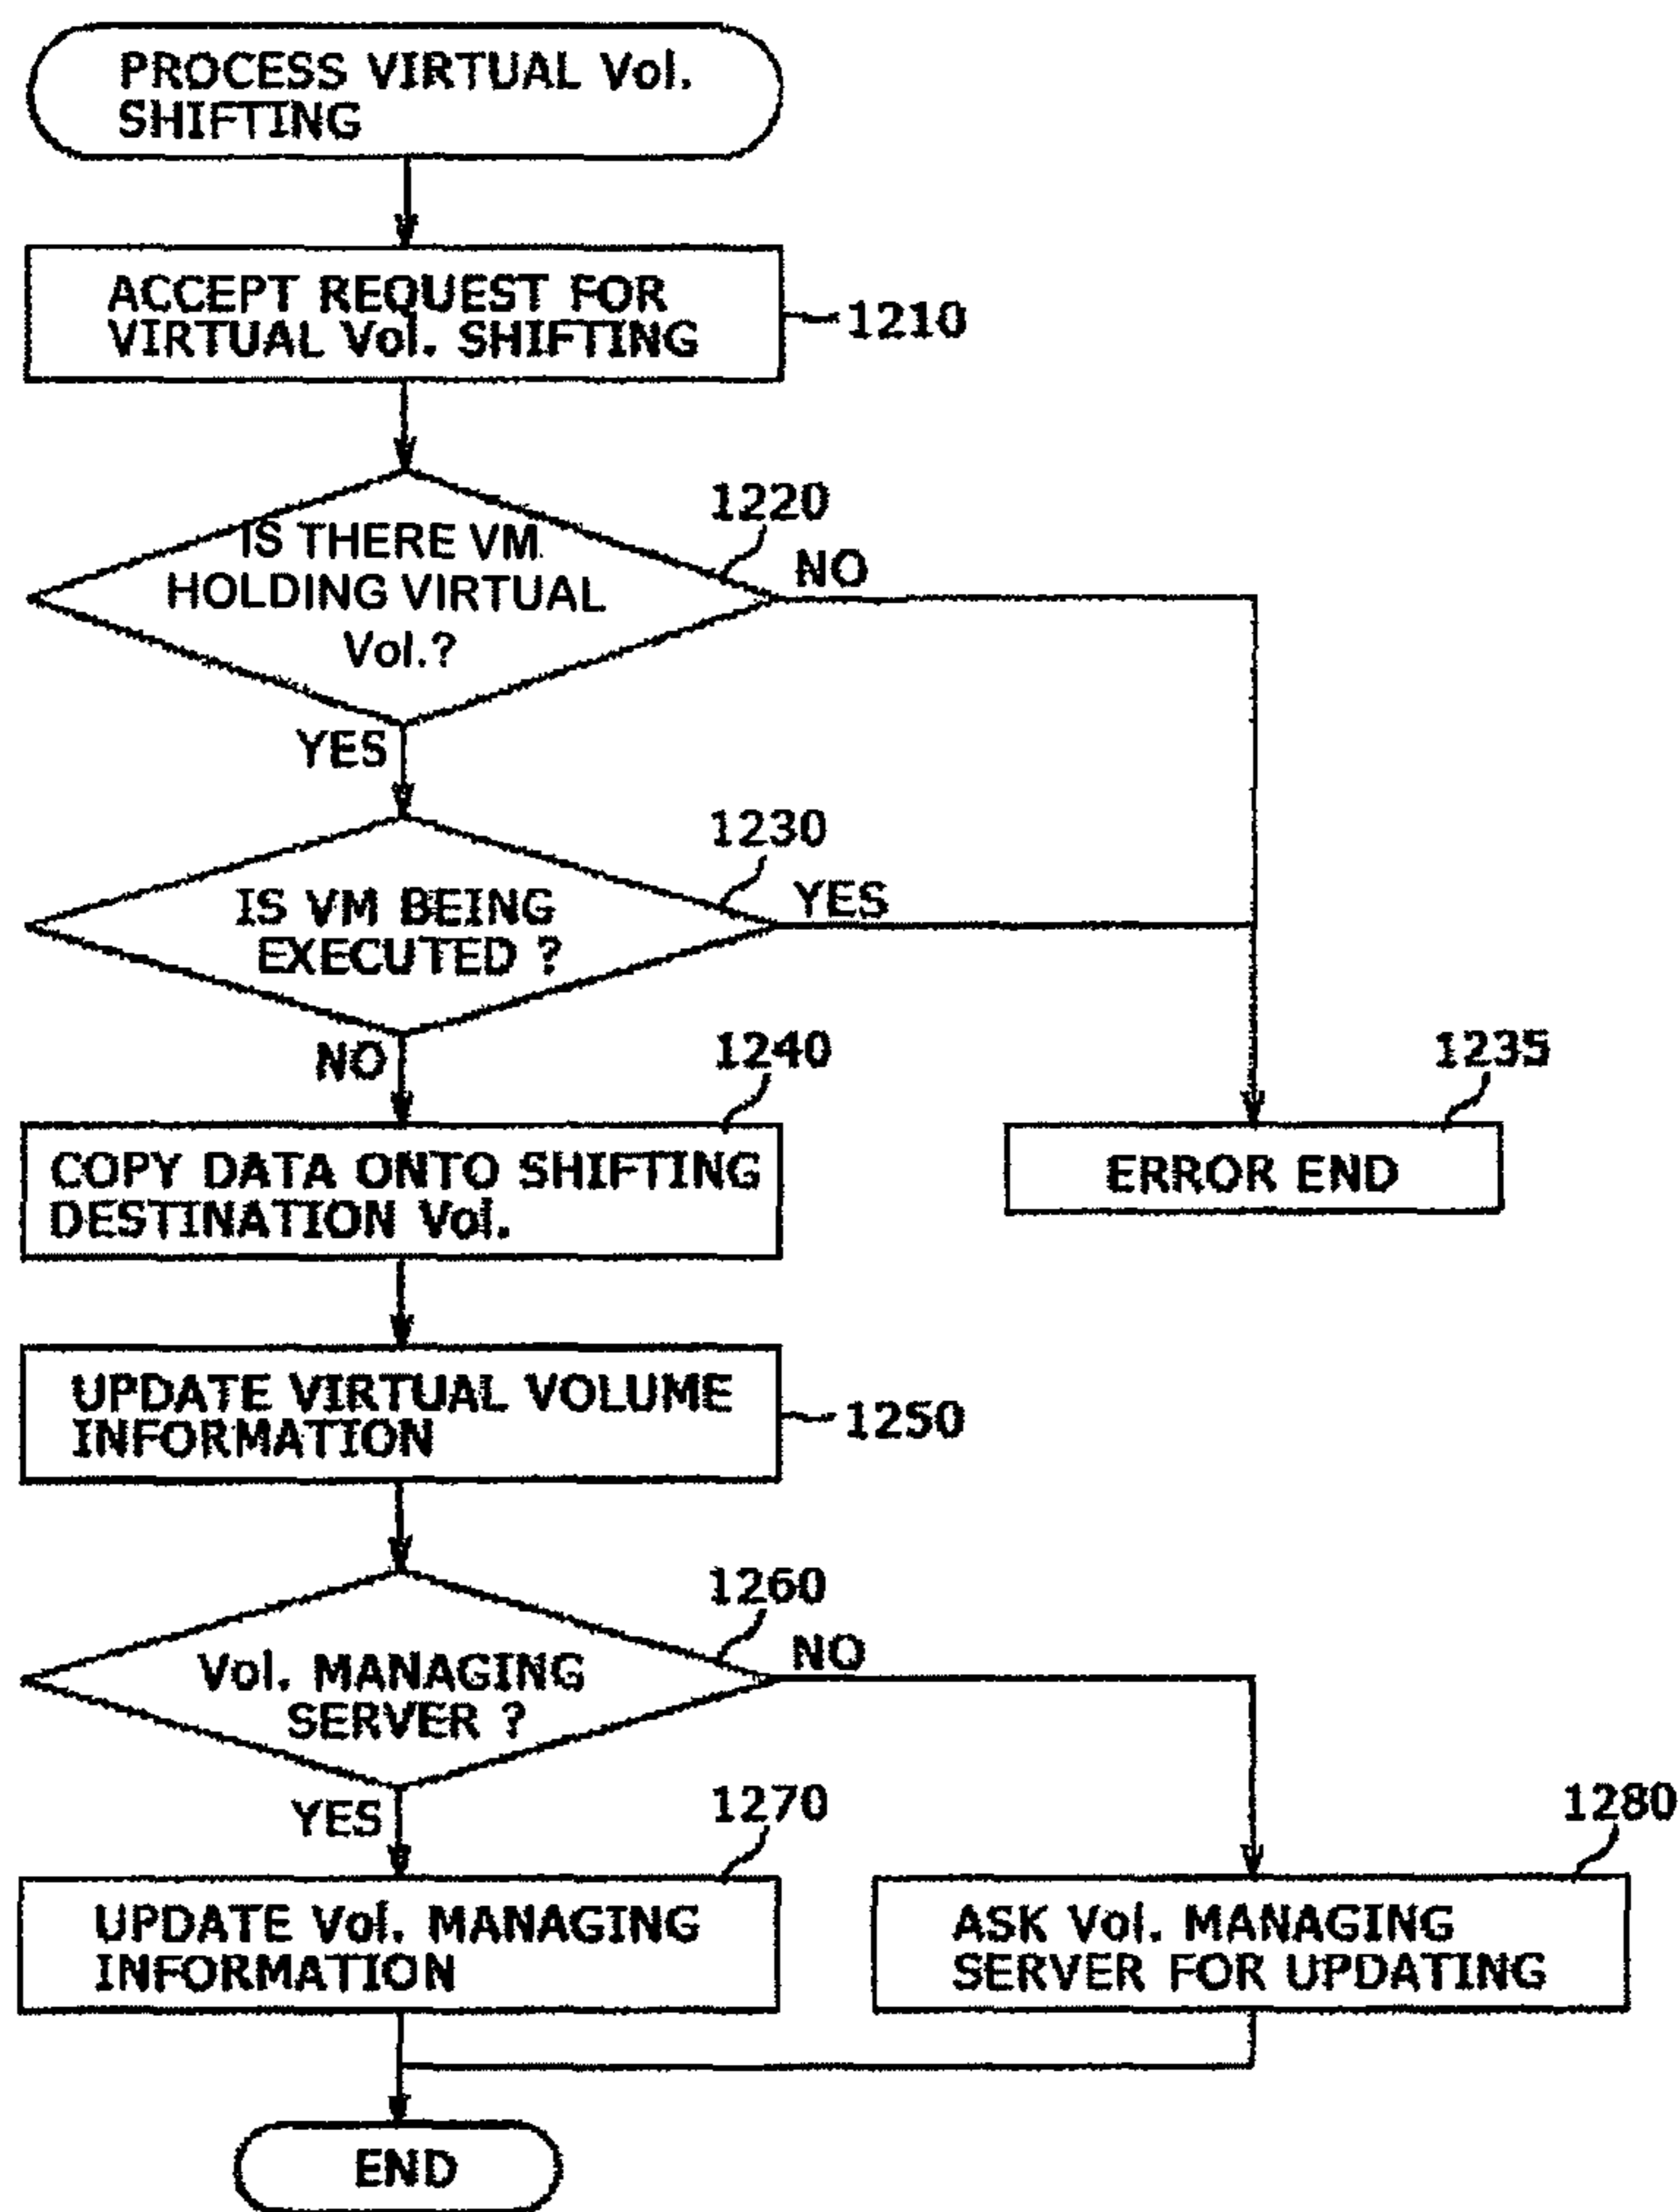 PROCESS VIRTUAL Vol.
SHIFTING
ACCEPT REQUEST FOR
VIRTUAL Vol. SHIFTING
1210
1220
IS THERE VM
HOLDING VIRTUAL
Vol.?
NO
YES
1230
IS VM BEING
EXECUTED ?
YES
NO
1240
1235
COPY DATA ONTO SHIFTING
DESTINATION Vol.
ERROR END
UPDATE VIRTUAL VOLUME
INFORMATION
1250
1260
Vol. MANAGING
SERVER ?
NO
YES
1270
1280
UPDATE Vol. MANAGING
INFORMATION
ASK Vol. MANAGING
SERVER FOR UPDATING
END